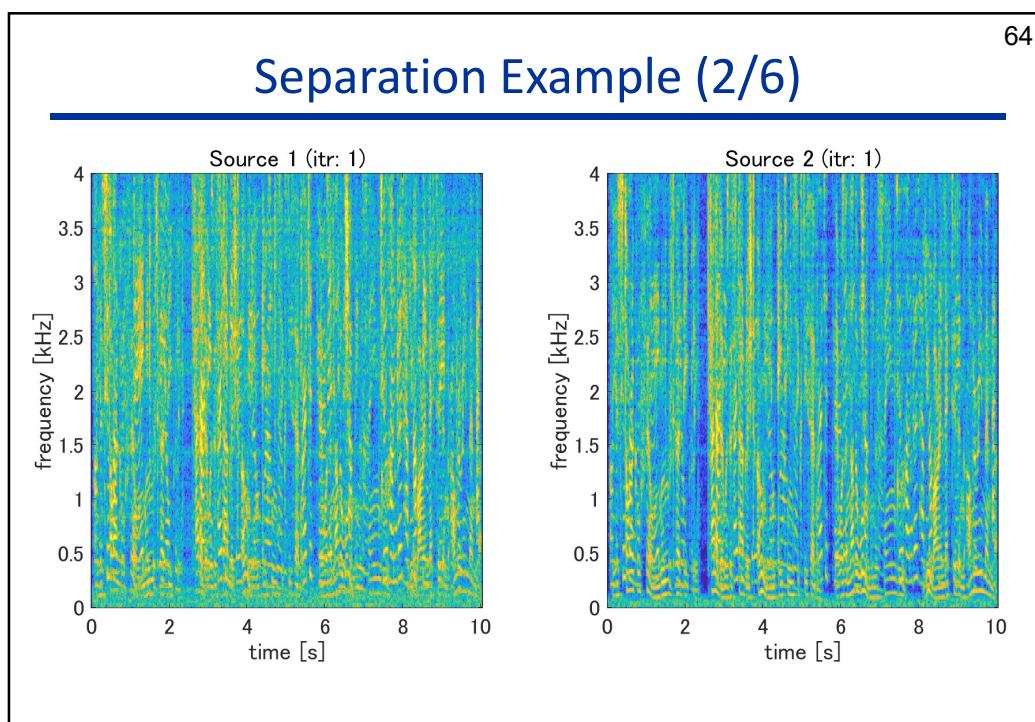 64
Separation Example (2/6)
Source 1 (itr: 1)
4
3.5
3
2.5
2
1.5
1
0.5
0
frequency [kHz]
0 2 4 6 8 10
time [s]
Source 2 (itr: 1)
4
3.5
3
2.5
2
1.5
1
0.5
0
frequency [kHz]
0 2 4 6 8 10
time [s]